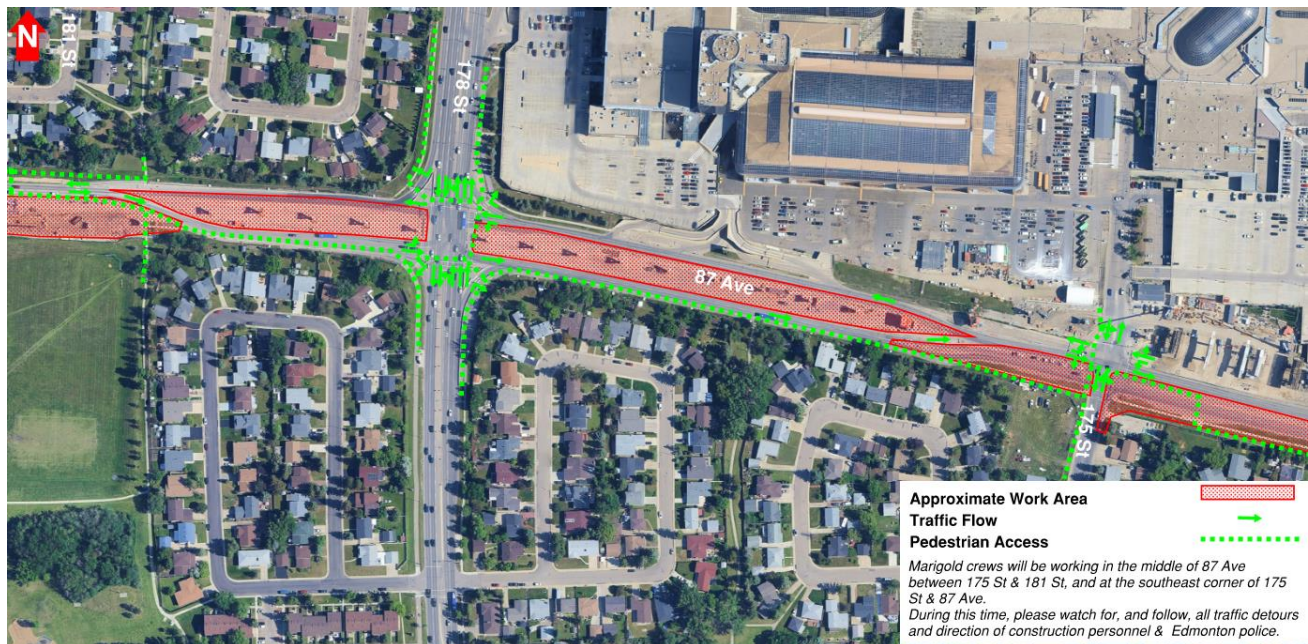 N
181 St
178 St
87 Ave
175 St
Approximate Work Area
Traffic Flow
Pedestrian Access
Marigold crews will be working in the middle of 87 Ave
between 175 St & 181 St, and at the southeast corner of 175
St & 87 Ave.
During this time, please watch for, and follow, all traffic detours
and direction of construction personnel & Edmonton police.